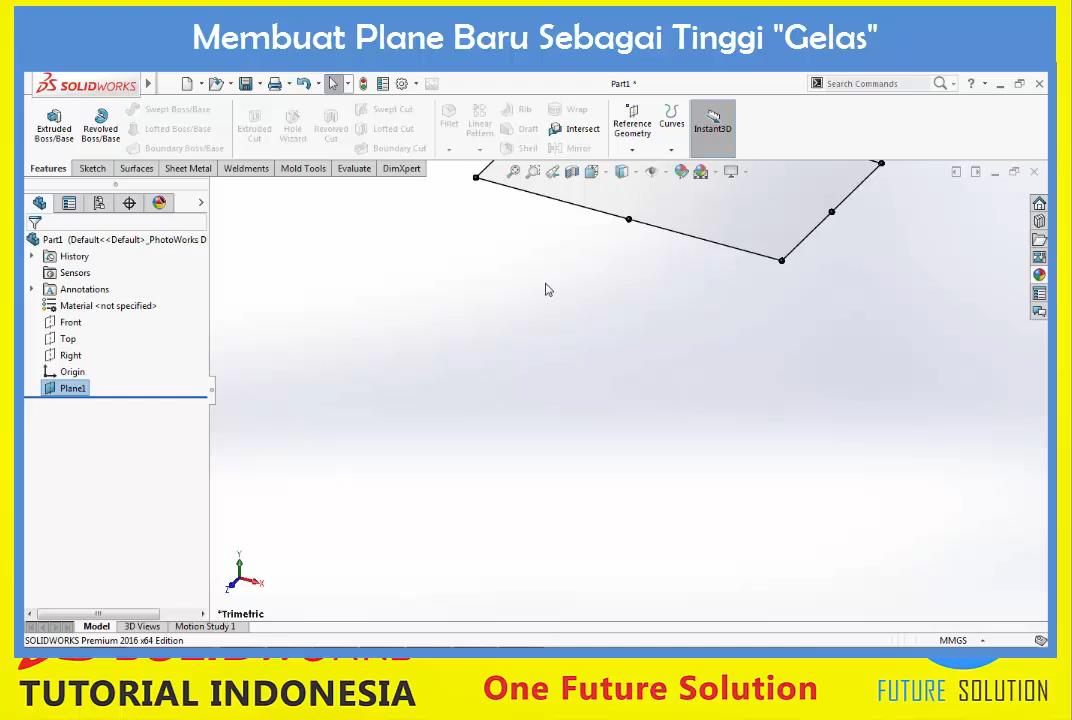 Membuat Plane Baru Sebagai Tinggi "Gelas"
SOLIDWORKS
Part1 *
Search Commands
?
Extruded Boss/Base
Revolved Boss/Base
Swept Boss/Base
Lofted Boss/Base
Boundary Boss/Base
Extruded Cut
Hole Wizard
Revolved Cut
Swept Cut
Lofted Cut
Boundary Cut
Fillet
Linear Pattern
Rib
Draft
Shell
Wrap
Intersect
Mirror
Reference Geometry
Curves
Instant3D
Features Sketch Surfaces Sheet Metal Weldments Mold Tools Evaluate DimXpert
Part1 (Default<<Default>_PhotoWorks D
History
Sensors
Annotations
Material <not specified>
Front
Top
Right
Origin
Plane1
Y
X
Z
*Trimetric
Model 3D Views Motion Study 1
SOLIDWORKS Premium 2016 x64 Edition
MMGS
TUTORIAL INDONESIA
One Future Solution
FUTURE SOLUTION